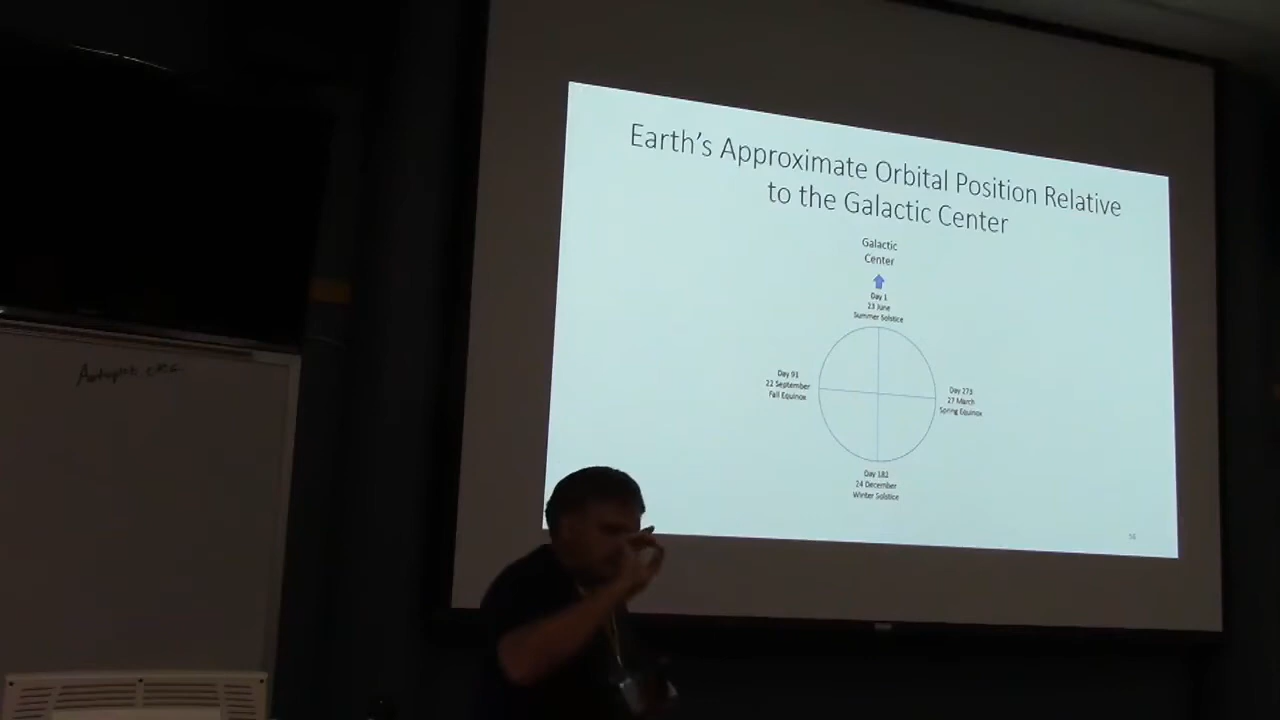 Earth's Approximate Orbital Position Relative
to the Galactic Center
Galactic
Center
Day 1
23 June
Summer Solstice
Day 91
22 September
Fall Equinox
Day 273
27 March
Spring Equinox
Day 182
24 December
Winter Solstice